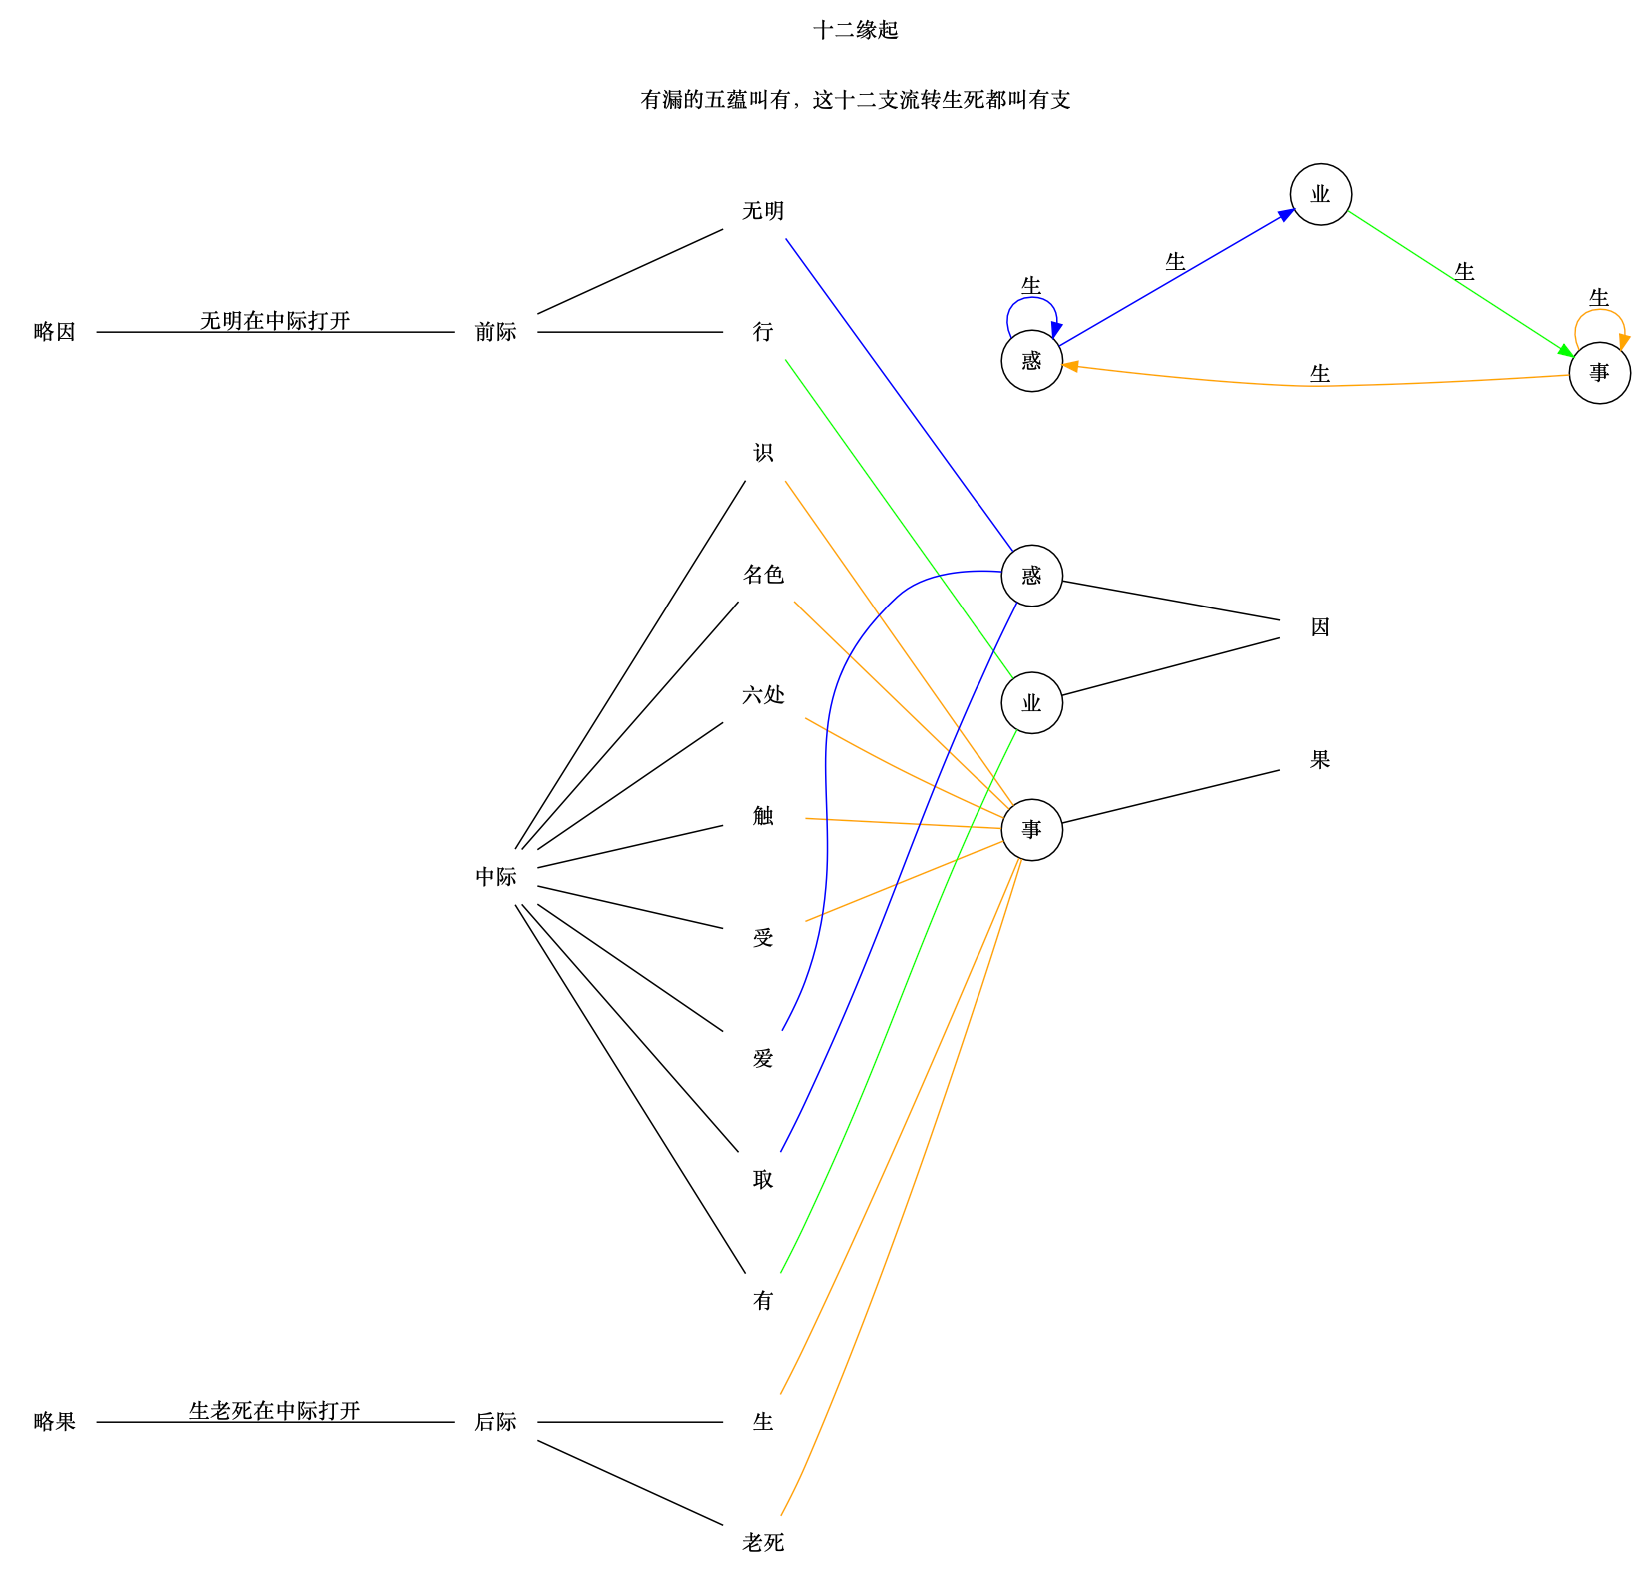 十二缘起
有漏的五蕴叫有，这十二支流转生死都叫有支
业
生
生
生
生
惑
生
事
无明
略因
无明在中际打开
前际
行
识
名色
六处
触
中际
受
爱
取
有
惑
因
业
果
事
略果
生老死在中际打开
后际
生
老死